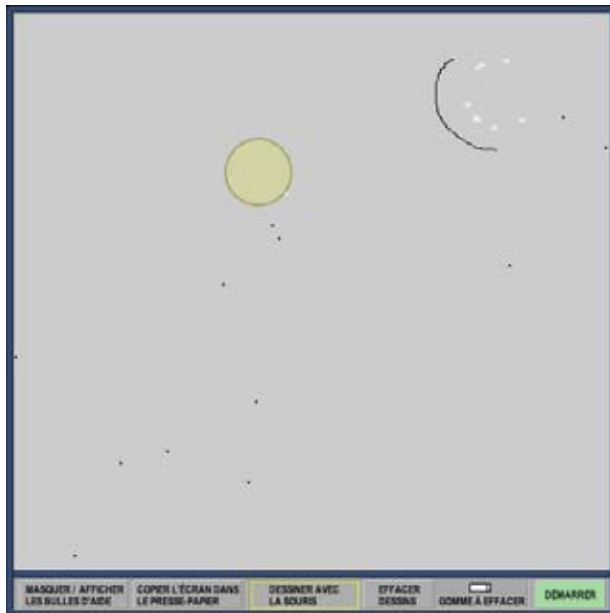 MASQUER / AFFICHER
LES BULLES D'AIDE
COPIER L'ÉCRAN DANS
LE PRESSE-PAPIER
DESSINER AVEC
LA SOURIS
EFFACER
DESSINS
GOMME À EFFACER
DÉMARRER